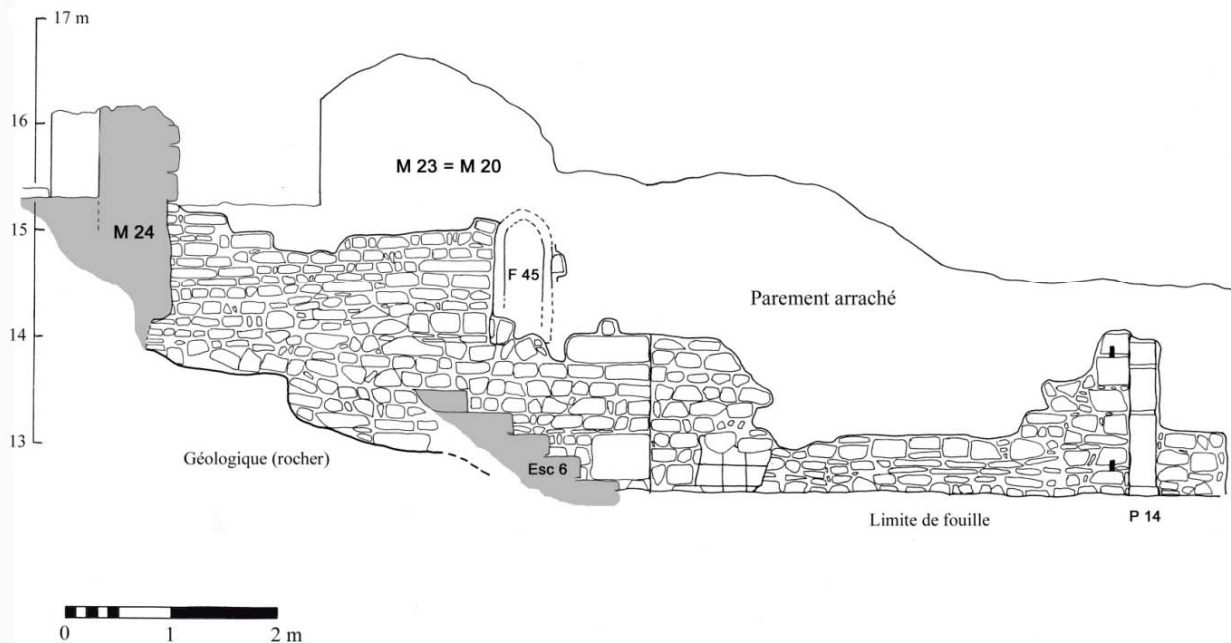 17 m
16
M 23 = M 20
15
M 24
F 45
Parement arraché
14
13
Géologique (rocher)
Esc 6
Limite de fouille
P 14
0 1 2 m